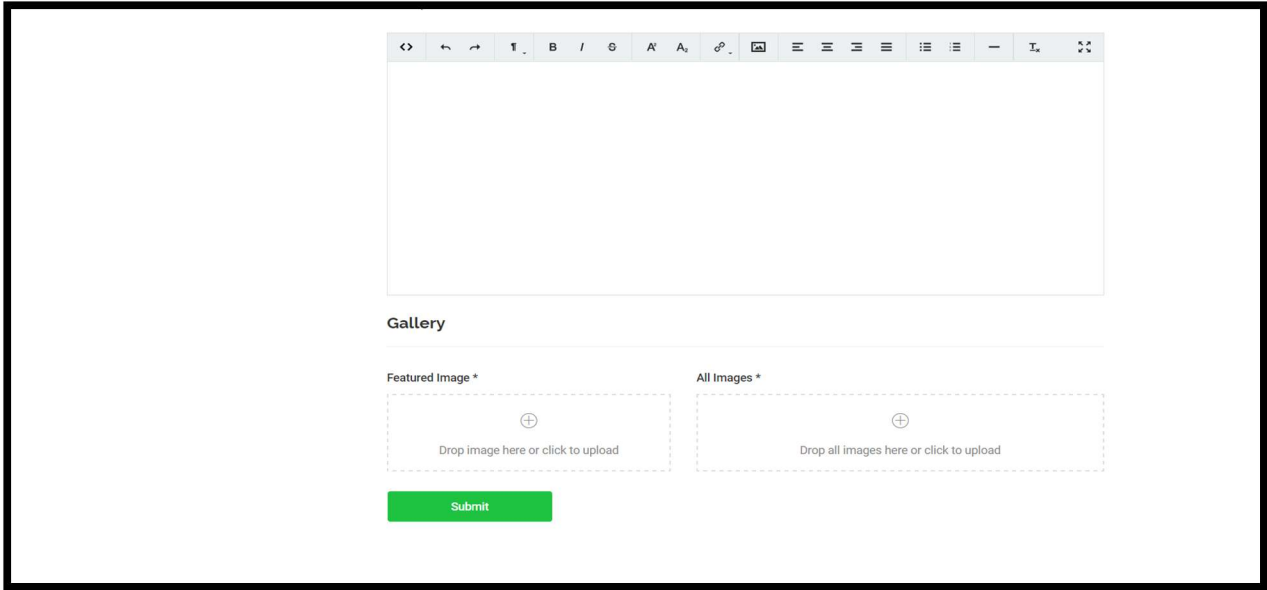 Gallery
Featured Image *
All Images *
Drop image here or click to upload
Drop all images here or click to upload
Submit